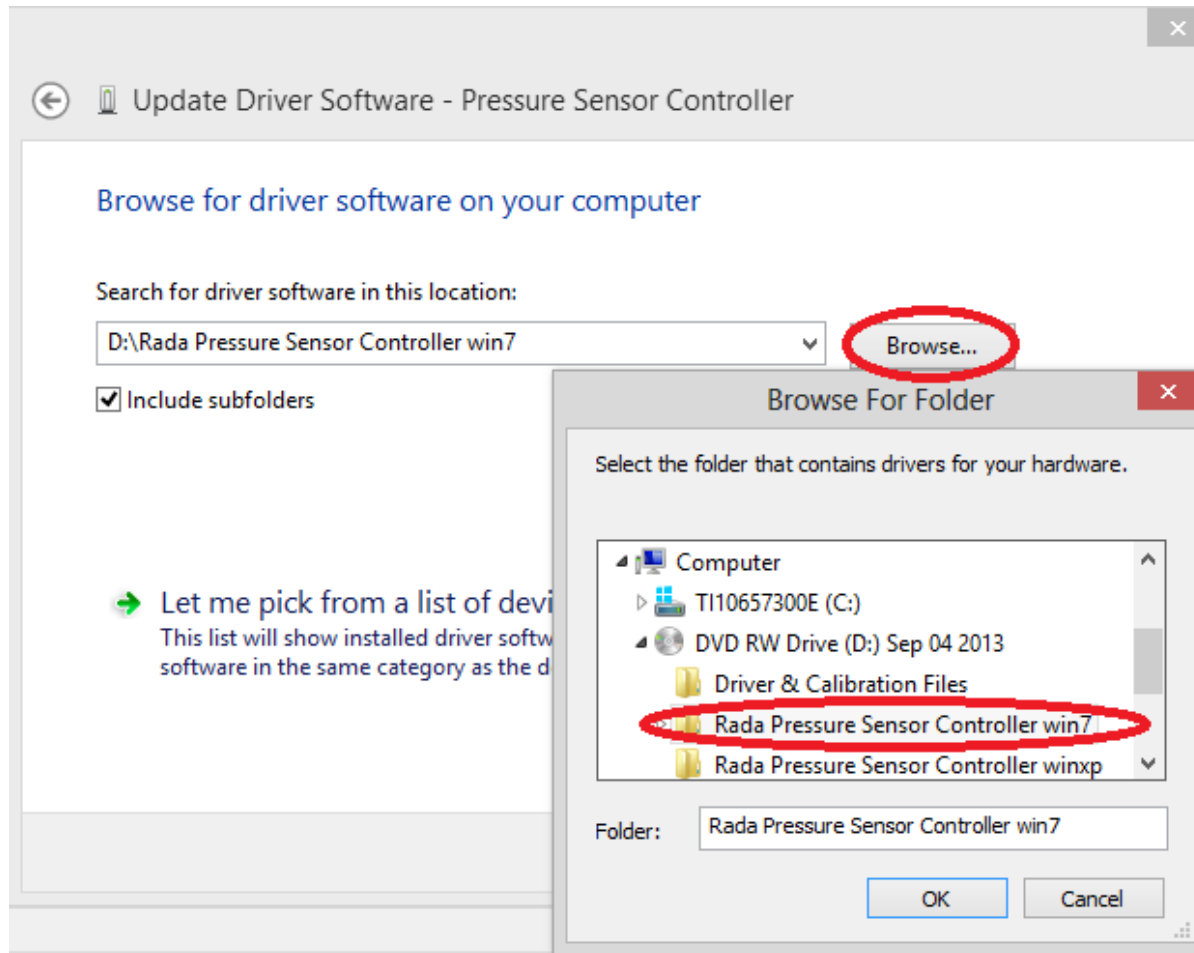 Update Driver Software - Pressure Sensor Controller
Browse for driver software on your computer
Search for driver software in this location:
D:\Rada Pressure Sensor Controller win7
Browse...
Include subfolders
Browse For Folder
Select the folder that contains drivers for your hardware.
Computer
TI10657300E (C:)
DVD RW Drive (D:) Sep 04 2013
Driver & Calibration Files
Rada Pressure Sensor Controller win7
Rada Pressure Sensor Controller winxp
Folder:
Rada Pressure Sensor Controller win7
OK
Cancel
Let me pick from a list of devi
This list will show installed driver softw
software in the same category as the d